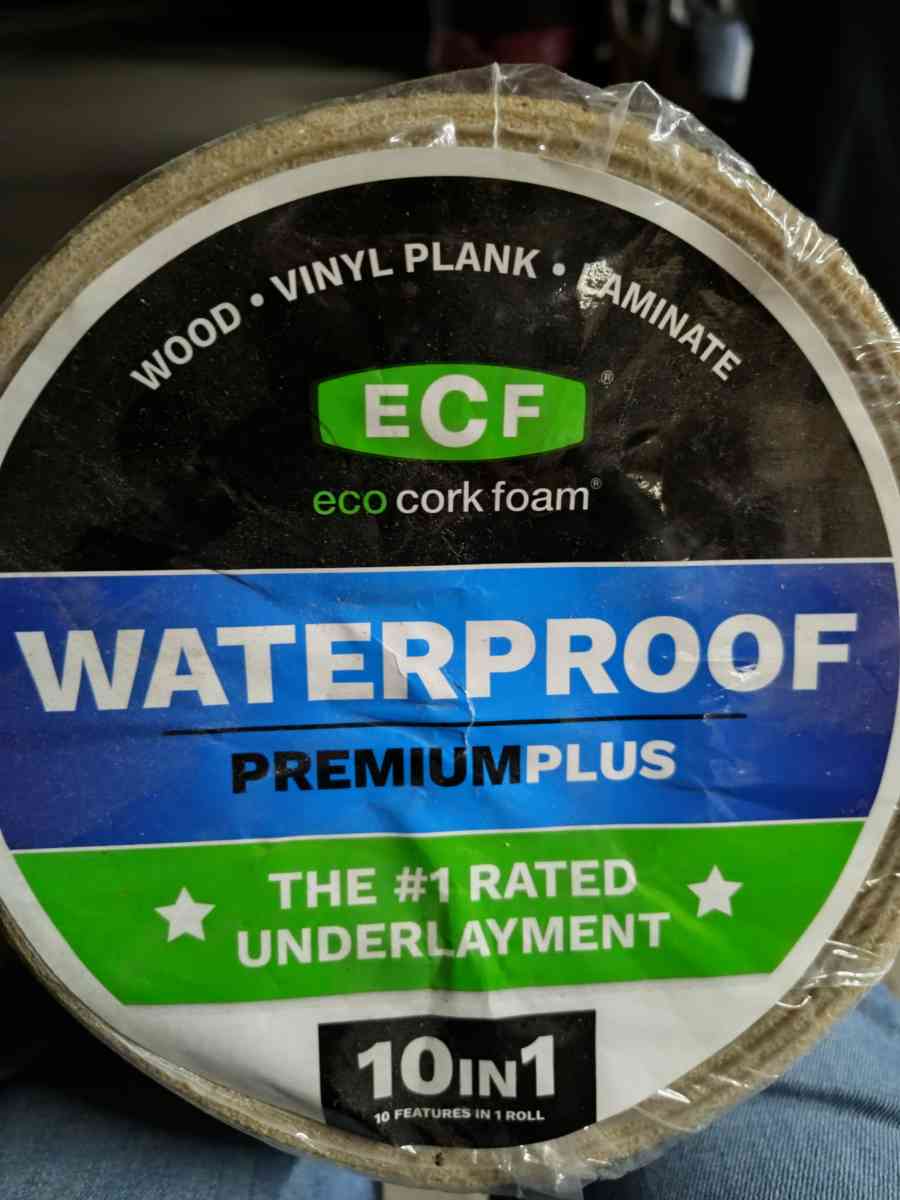 WOOD • VINYL PLANK • LAMINATE
ECF®
eco cork foam®
WATERPROOF
PREMIUMPLUS
THE #1 RATED
UNDERLAYMENT
10IN1
10 FEATURES IN 1 ROLL